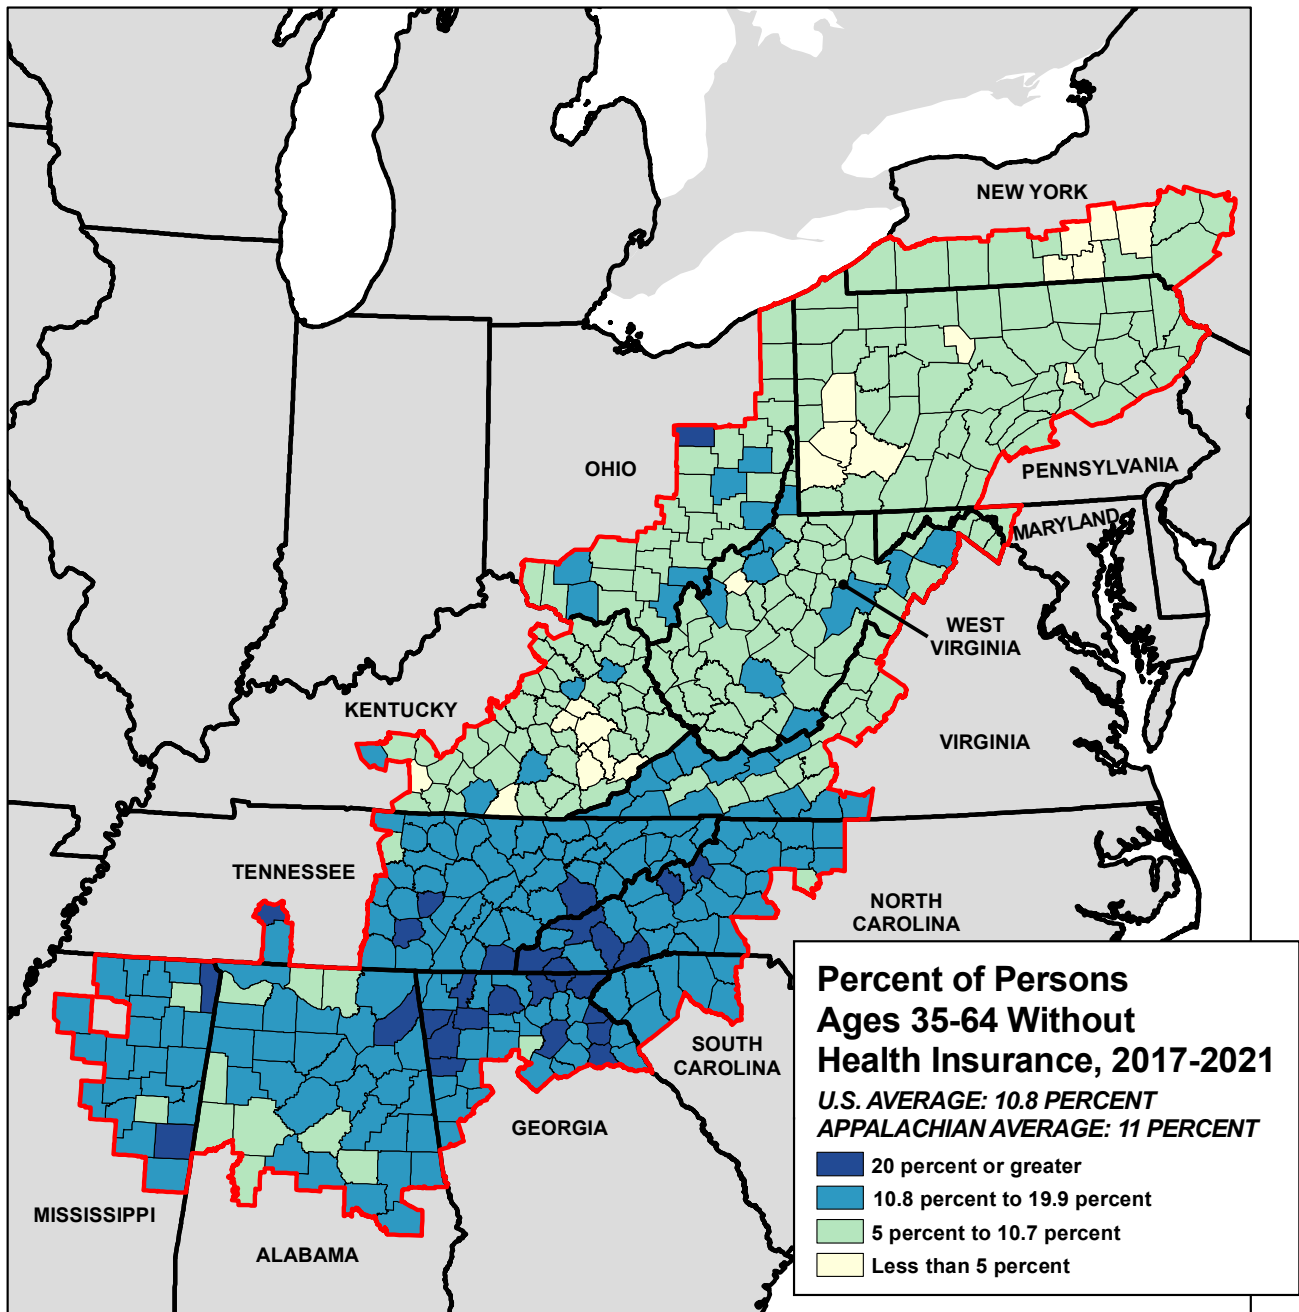 NEW YORK
PENNSYLVANIA
OHIO
MARYLAND
WEST
VIRGINIA
KENTUCKY
VIRGINIA
TENNESSEE
NORTH
CAROLINA
SOUTH
CAROLINA
GEORGIA
MISSISSIPPI
ALABAMA
Percent of Persons
Ages 35-64 Without
Health Insurance, 2017-2021
U.S. AVERAGE: 10.8 PERCENT
APPALACHIAN AVERAGE: 11 PERCENT
20 percent or greater
10.8 percent to 19.9 percent
5 percent to 10.7 percent
Less than 5 percent